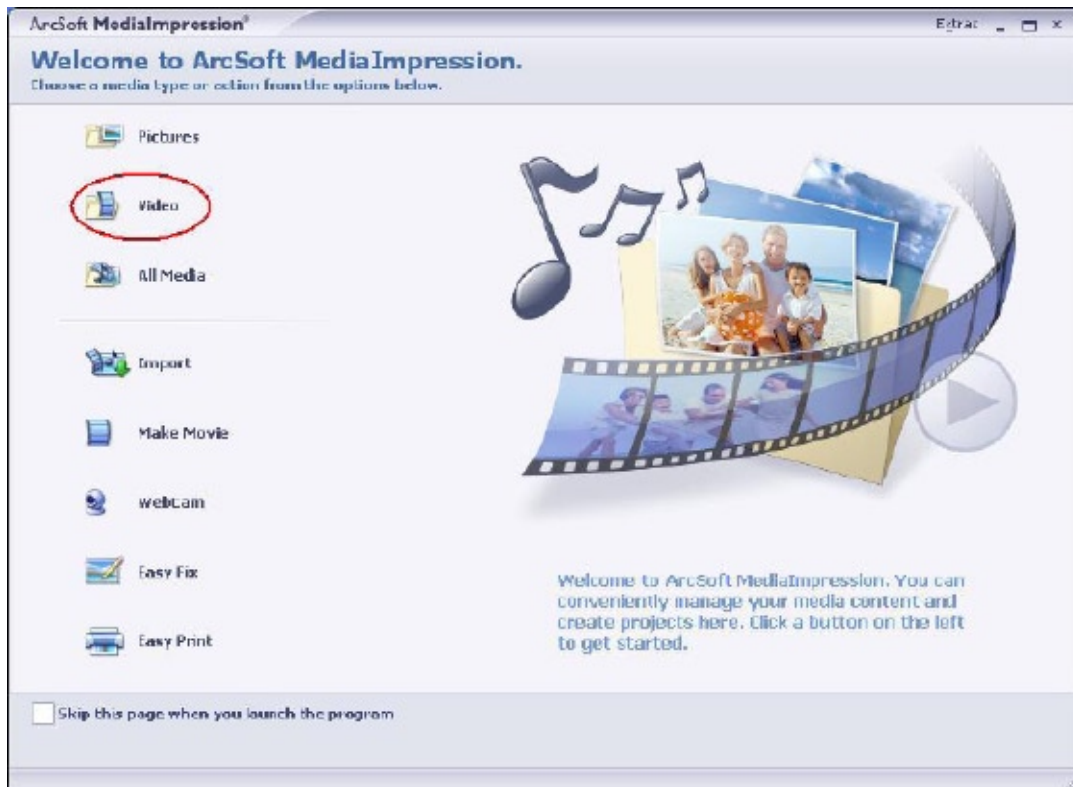 ArcSoft MediaImpression®
Extras
Welcome to ArcSoft MediaImpression.
Choose a media type or action from the options below.
Pictures
Video
All Media
Import
Make Movie
Webcam
Easy Fix
Easy Print
Welcome to ArcSoft MediaImpression. You can
conveniently manage your media content and
create projects here. Click a button on the left
to get started.
Skip this page when you launch the program